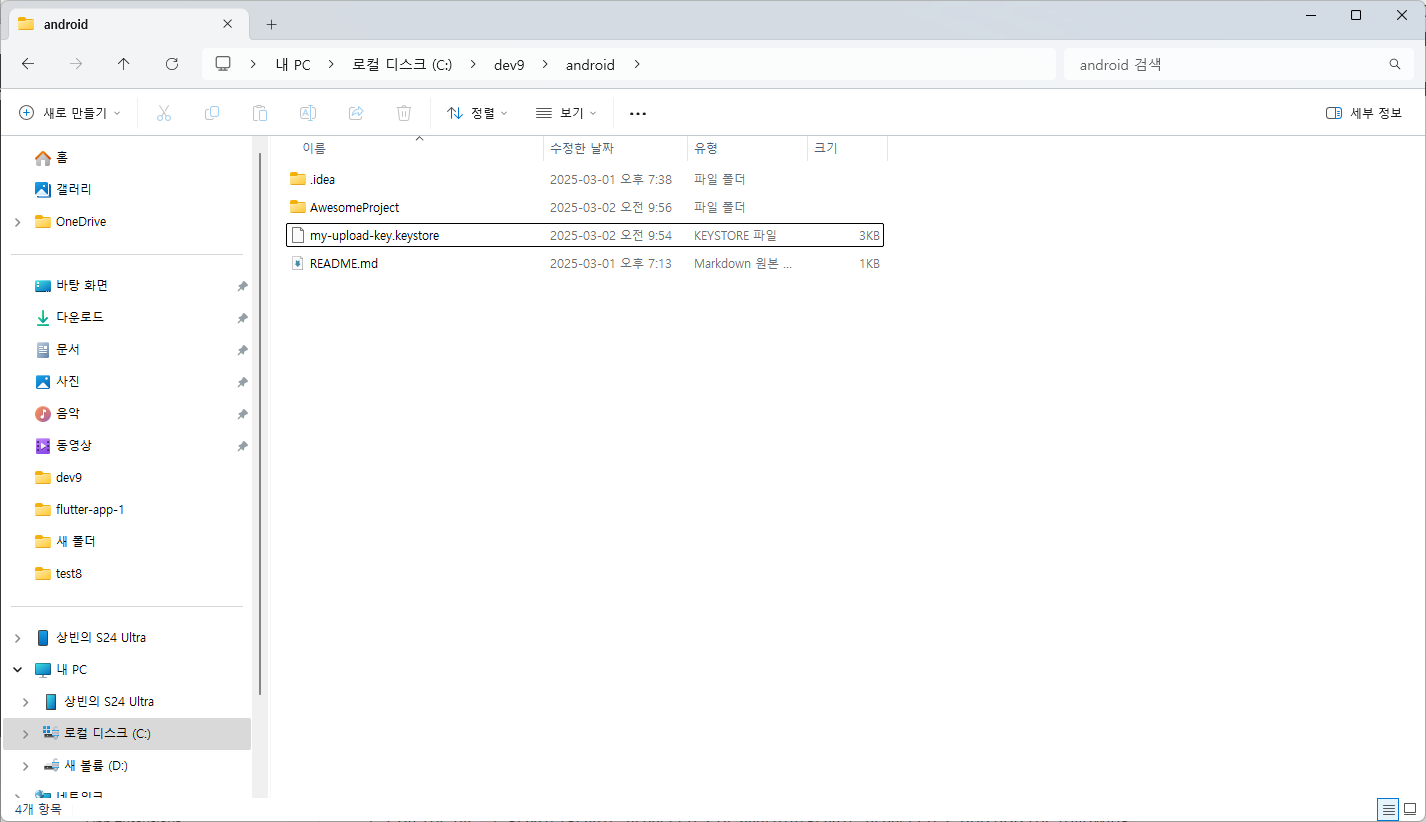 android
내 PC
로컬 디스크 (C:)
dev9
android
android 검색
새로 만들기
정렬
보기
세부 정보
이름 수정한 날짜 유형 크기
.idea 2025-03-01 오후 7:38 파일 폴더
AwesomeProject 2025-03-02 오전 9:56 파일 폴더
my-upload-key.keystore 2025-03-02 오전 9:54 KEYSTORE 파일 3KB
README.md 2025-03-01 오후 7:13 Markdown 원본 ... 1KB
홈
갤러리
OneDrive
바탕 화면
다운로드
문서
사진
음악
동영상
dev9
flutter-app-1
새 폴더
test8
상빈의 S24 Ultra
내 PC
상빈의 S24 Ultra
로컬 디스크 (C:)
새 볼륨 (D:)
네트워크
4개 항목